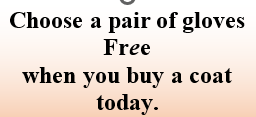 Choose a pair of gloves
Free
when you buy a coat
today.